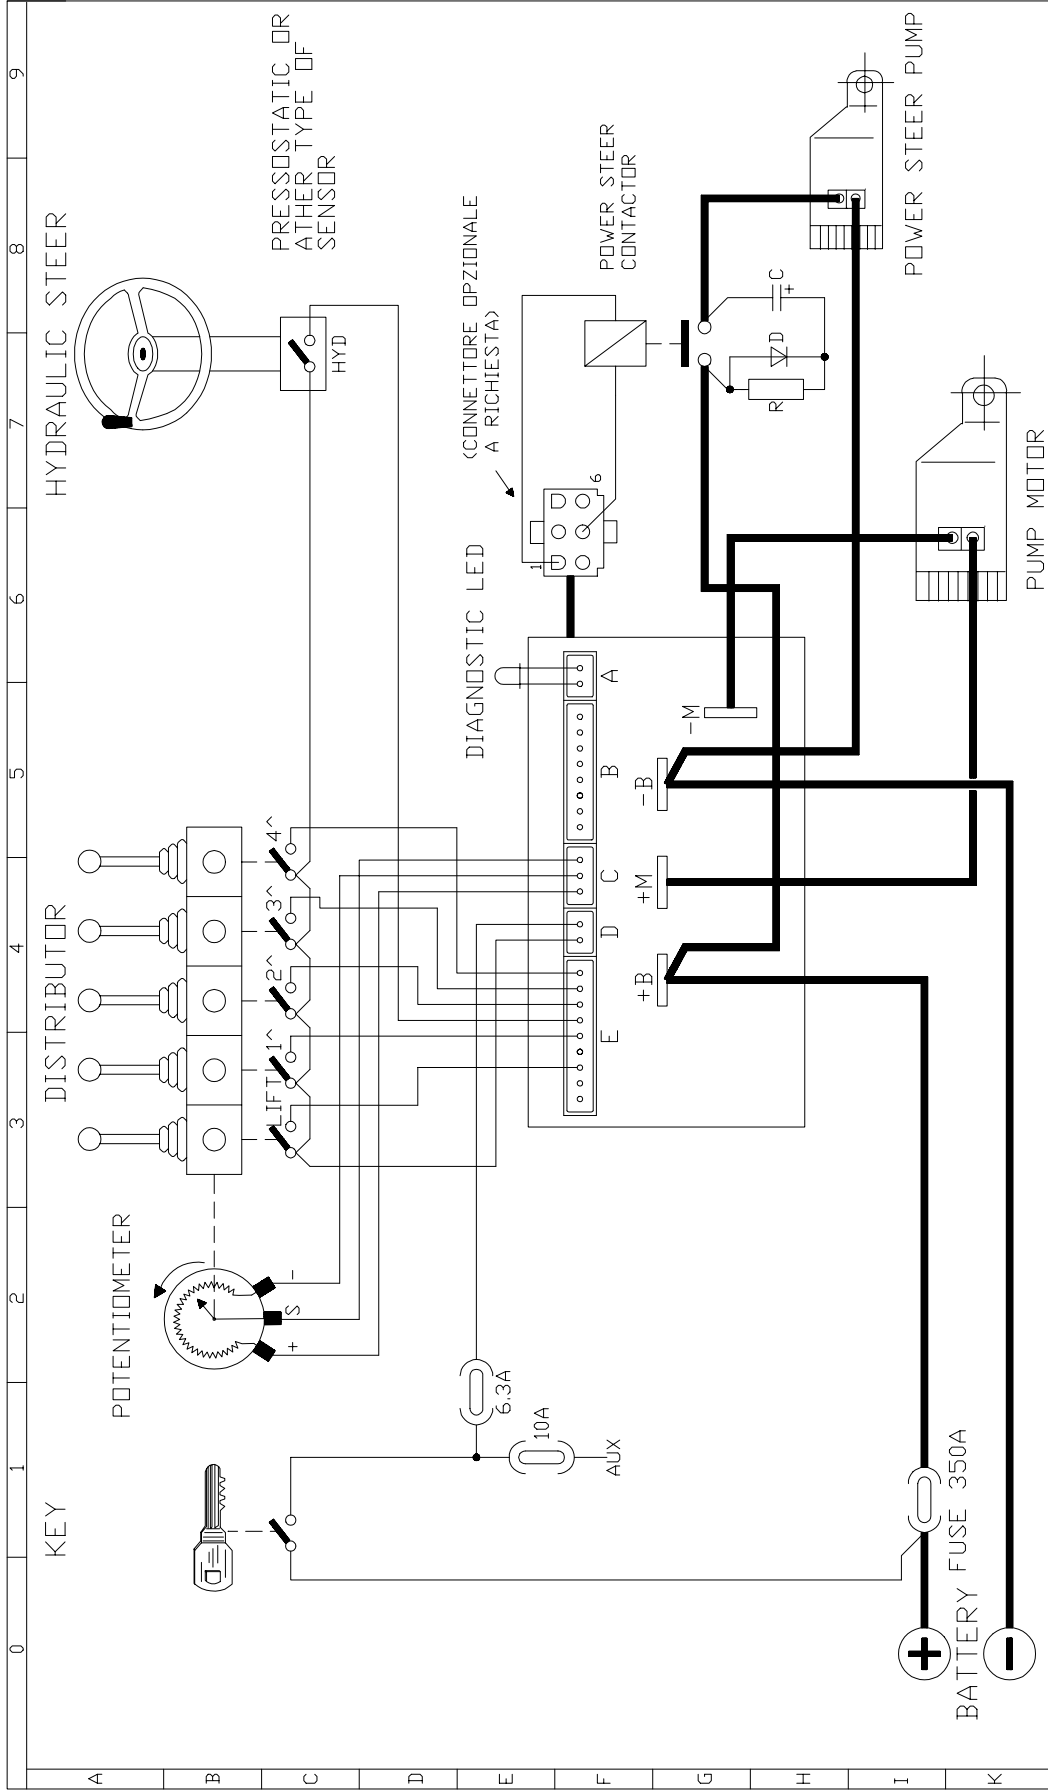 0 1 2 3 4 5 6 7 8 9
A
B
C
D
E
F
G
H
I
K
KEY
POTENTIOMETER
DISTRIBUTOR
HYDRAULIC STEER
+ S -
LIFT 1^ 2^ 3^ 4^
HYD
PRESSOSTATIC OR
ATHER TYPE OF
SENSOR
6.3A
10A
AUX
DIAGNOSTIC LED
(CONNETTORE OPZIONALE
A RICHIESTA)
1
6
POWER STEER
CONTACTOR
E D C B A
+B +M -B -M
R D C
+
POWER STEER PUMP
PUMP MOTOR
FUSE 350A
BATTERY
+
-